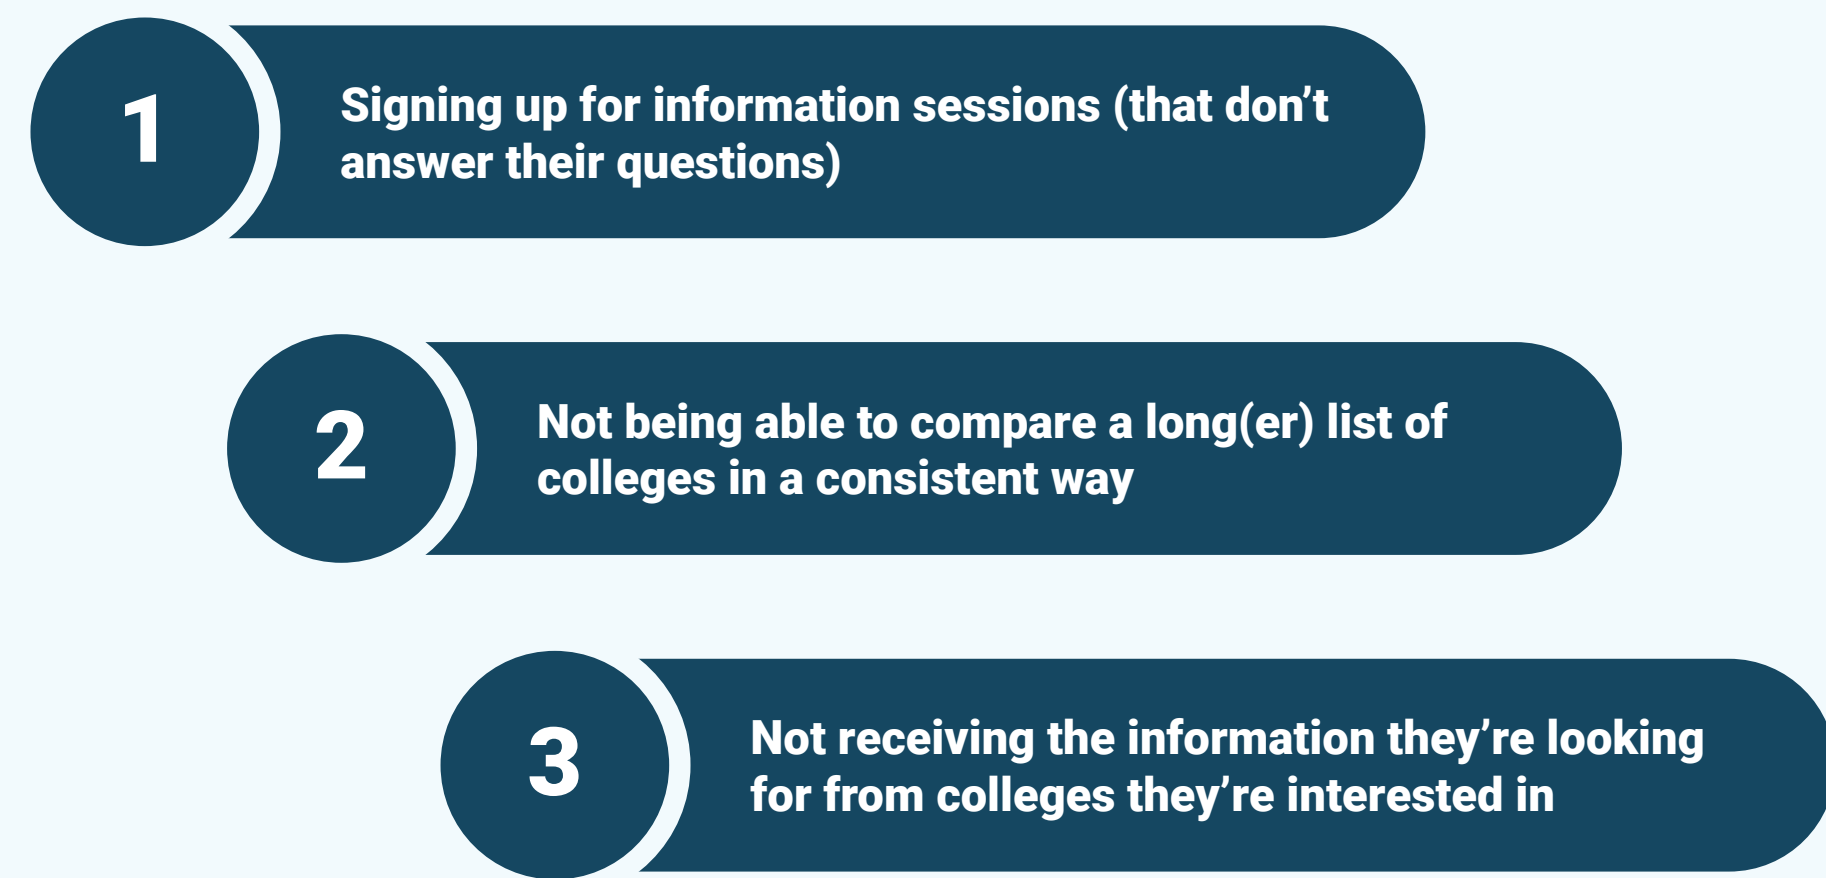 1
Signing up for information sessions (that don’t
answer their questions)
2
Not being able to compare a long(er) list of
colleges in a consistent way
3
Not receiving the information they’re looking
for from colleges they’re interested in